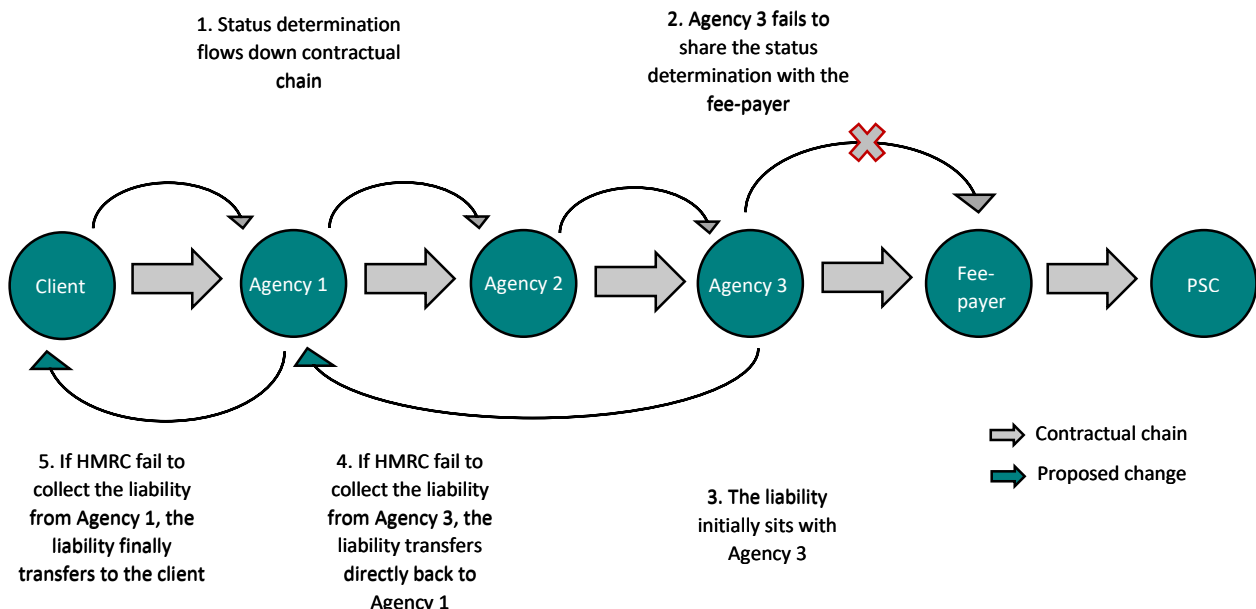 1. Status determination
flows down contractual
chain
2. Agency 3 fails to
share the status
determination with the
fee-payer
Client
Agency 1
Agency 2
Agency 3
Fee-
payer
PSC
Contractual chain
Proposed change
5. If HMRC fail to
collect the liability
from Agency 1, the
liability finally
transfers to the client
4. If HMRC fail to
collect the liability
from Agency 3, the
liability transfers
directly back to
Agency 1
3. The liability
initially sits with
Agency 3